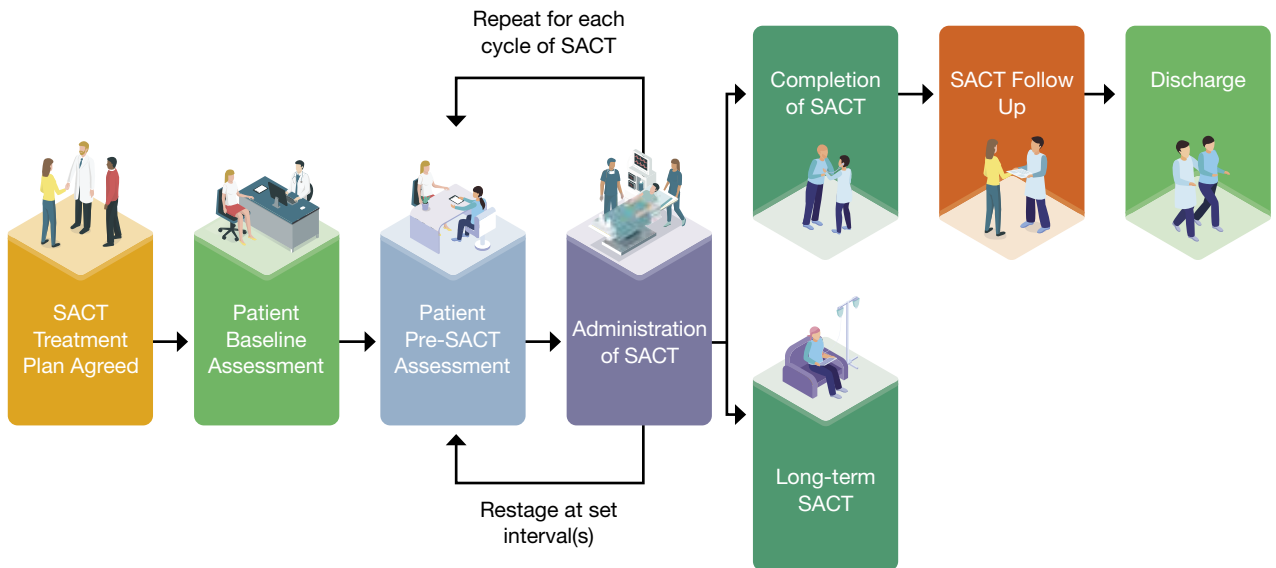 Repeat for each
cycle of SACT
SACT
Treatment
Plan Agreed
Patient
Baseline
Assessment
Patient
Pre-SACT
Assessment
Administration
of SACT
Completion
of SACT
SACT Follow
Up
Discharge
Long-term
SACT
Restage at set
interval(s)